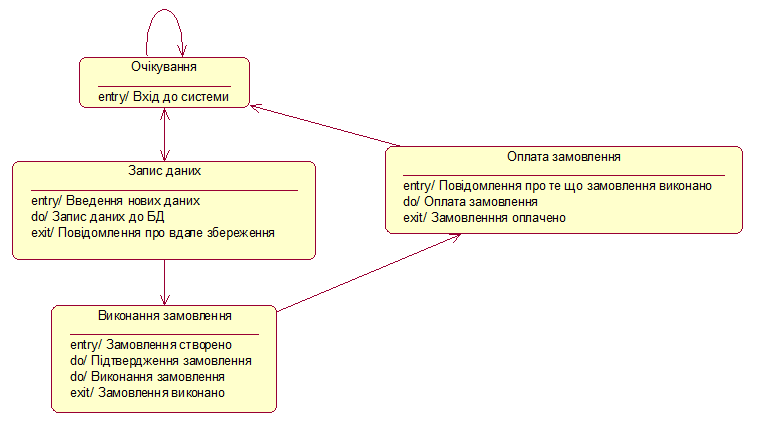 Очікування
entry/ Вхід до системи
Запис даних
entry/ Введення нових даних
do/ Запис даних до БД
exit/ Повідомлення про вдале збереження
Оплата замовлення
entry/ Повідомлення про те що замовлення виконано
do/ Оплата замовлення
exit/ Замовленння оплачено
Виконання замовлення
entry/ Замовлення створено
do/ Підтвердження замовлення
do/ Виконання замовлення
exit/ Замовлення виконано